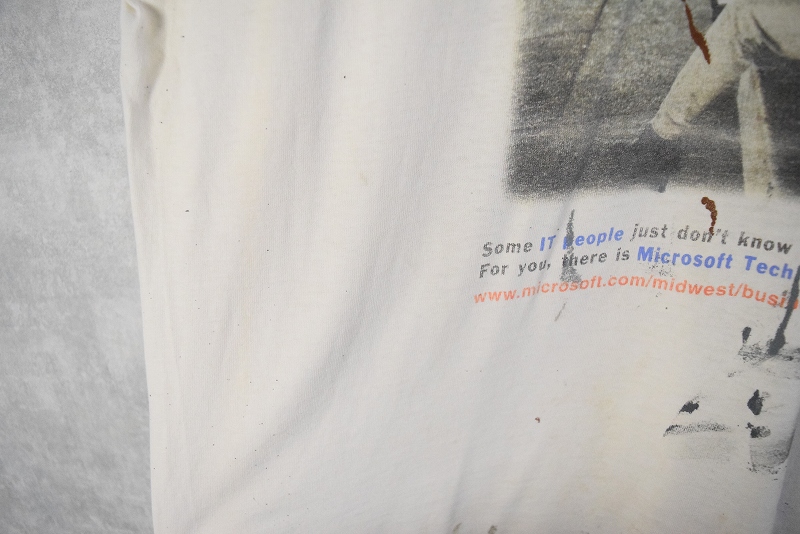 Some IT people just don't know
For you, there is Microsoft Tech
www.microsoft.com/midwest/busi